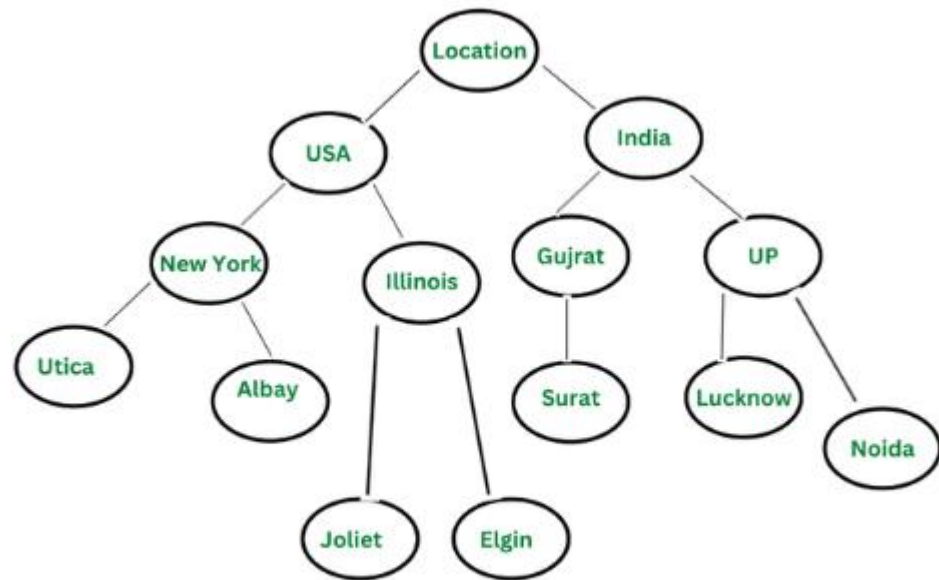 Location
USA
India
New York
Illinois
Gujrat
UP
Utica
Albay
Surat
Lucknow
Noida
Joliet
Elgin